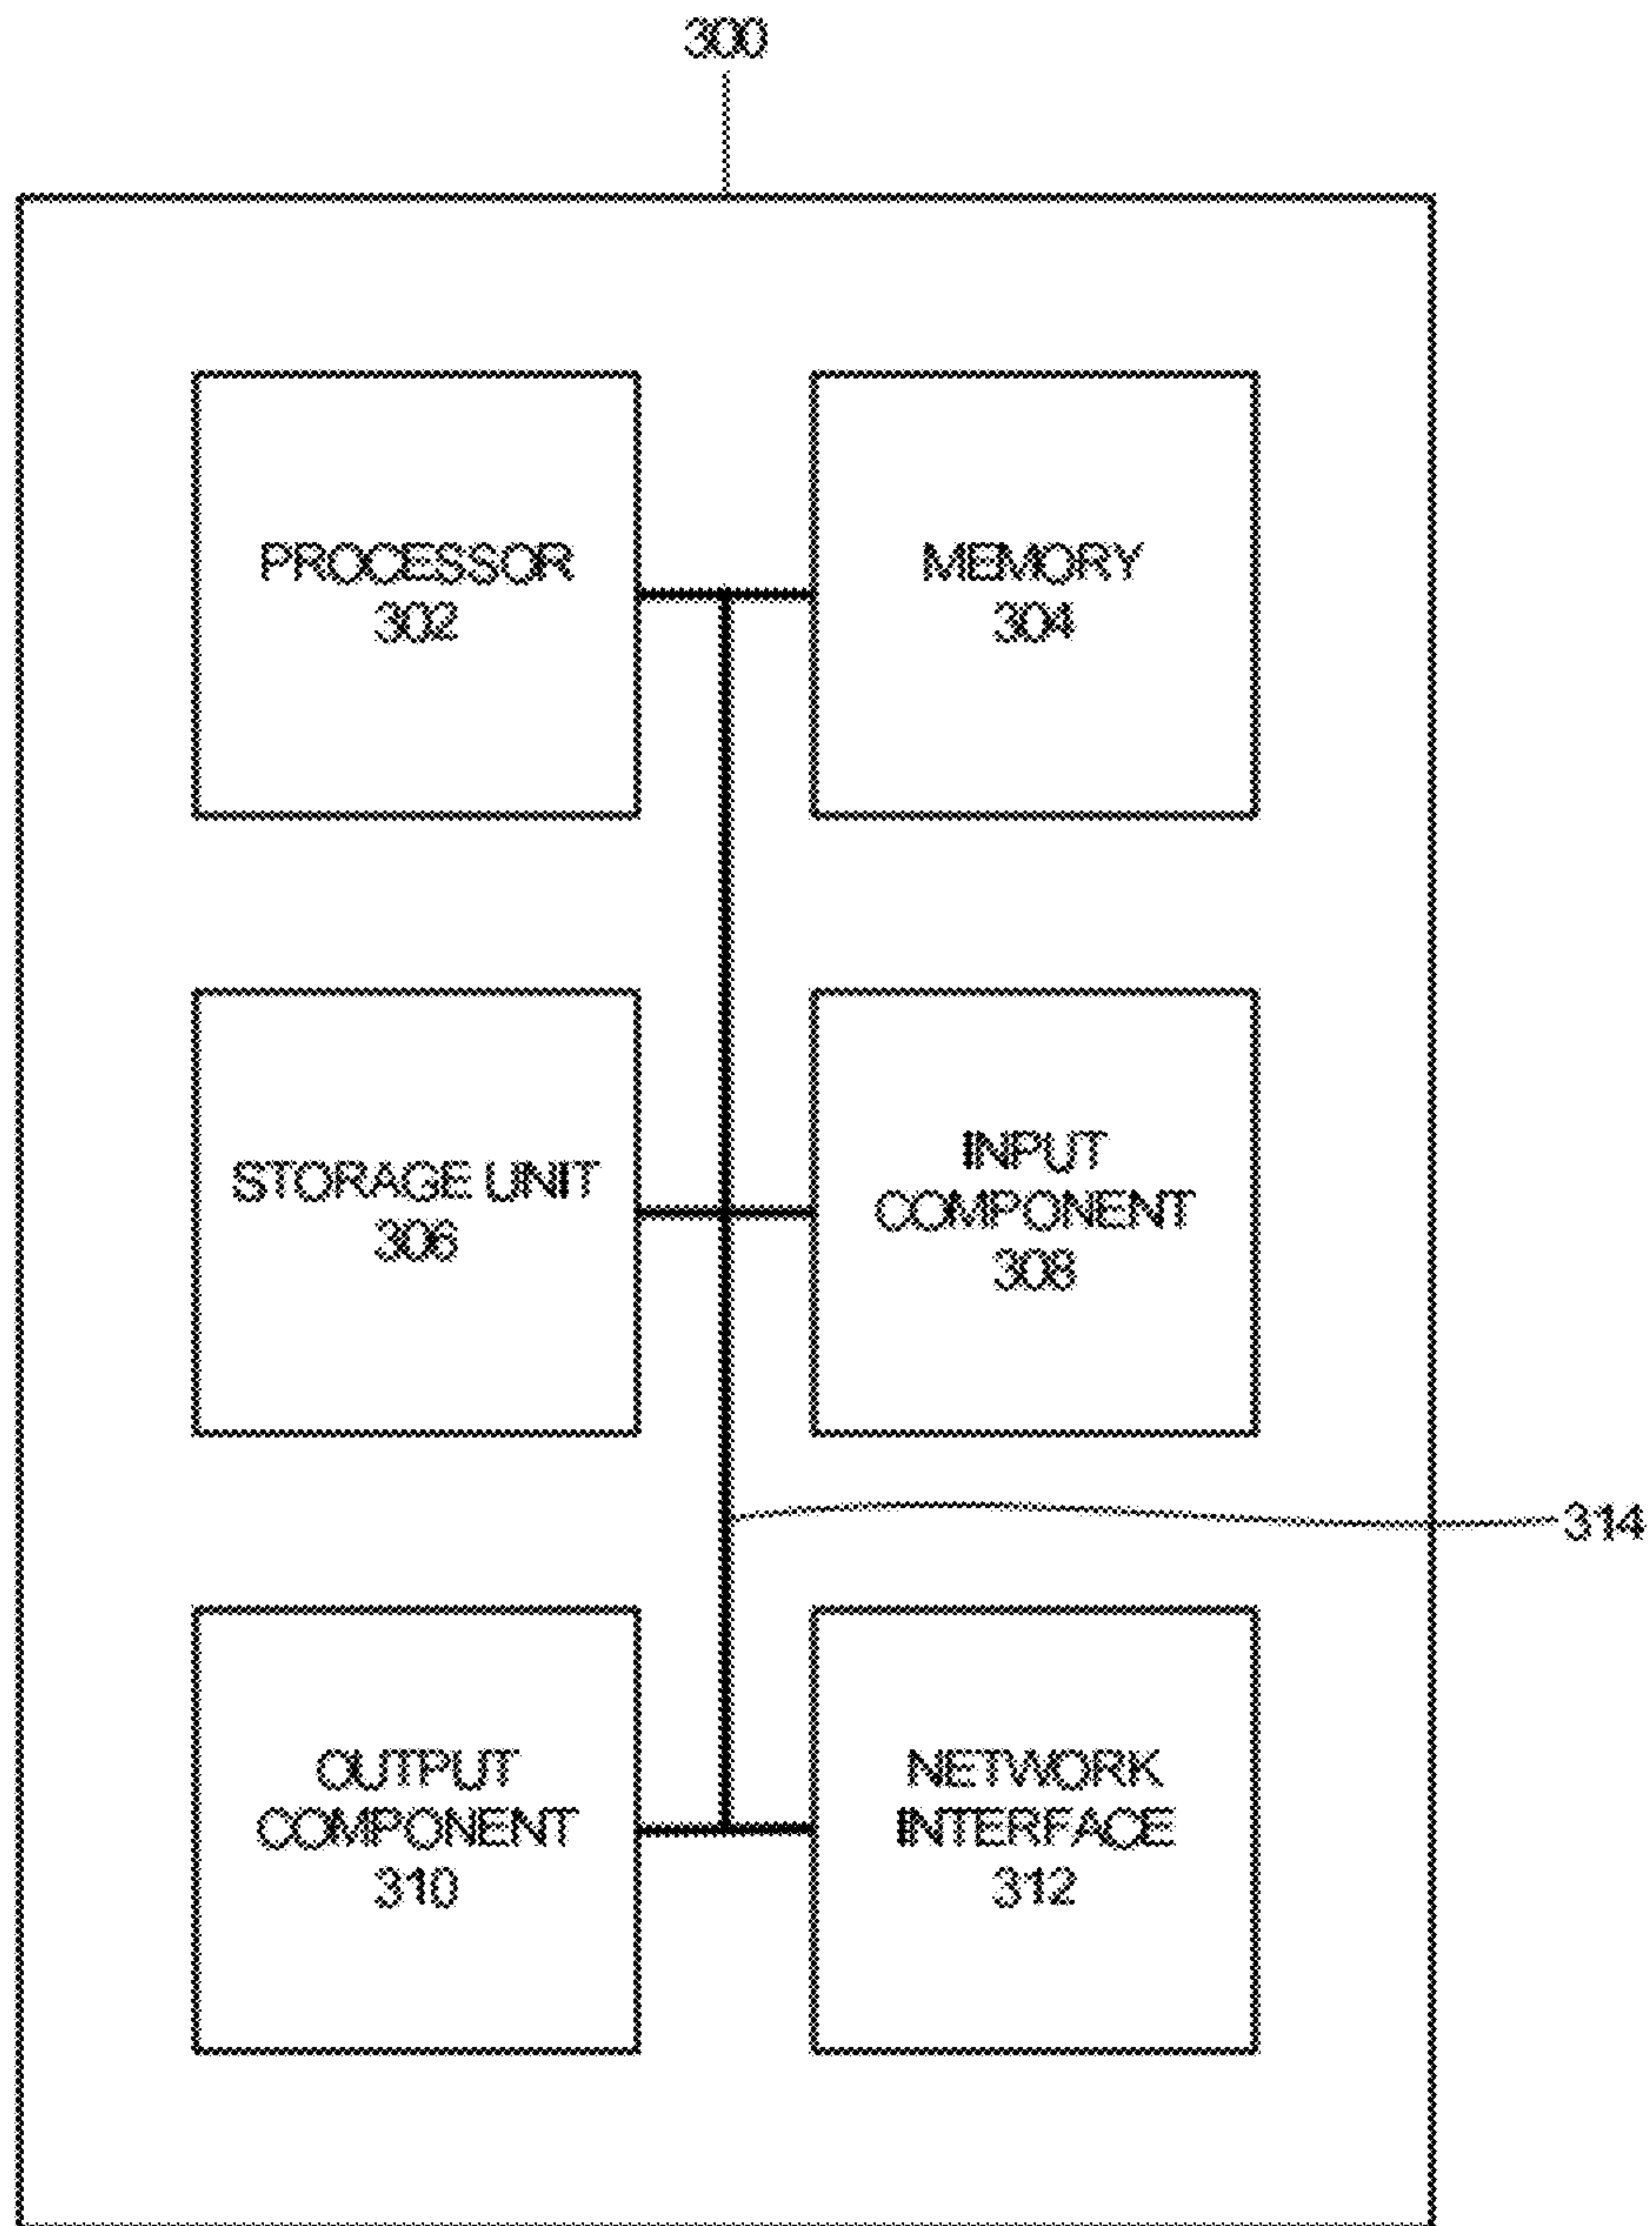 300
PROCESSOR
302
MEMORY
304
STORAGE UNIT
306
INPUT
COMPONENT
308
314
OUTPUT
COMPONENT
310
NETWORK
INTERFACE
312